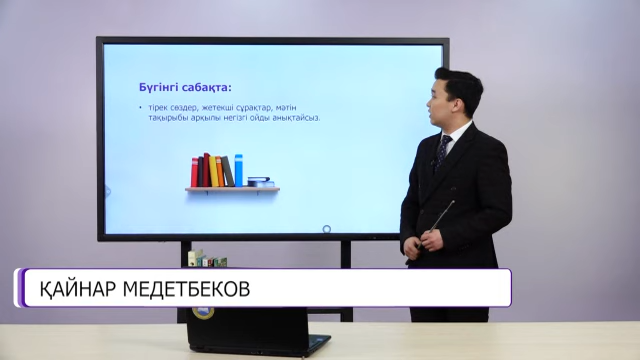 Бүгінгі сабақта:
• тірек сөздер, жетекші сұрақтар, мәтін
тақырыбы арқылы негізгі ойды анықтайсыз.
ҚАЙНАР МЕДЕТБЕКОВ